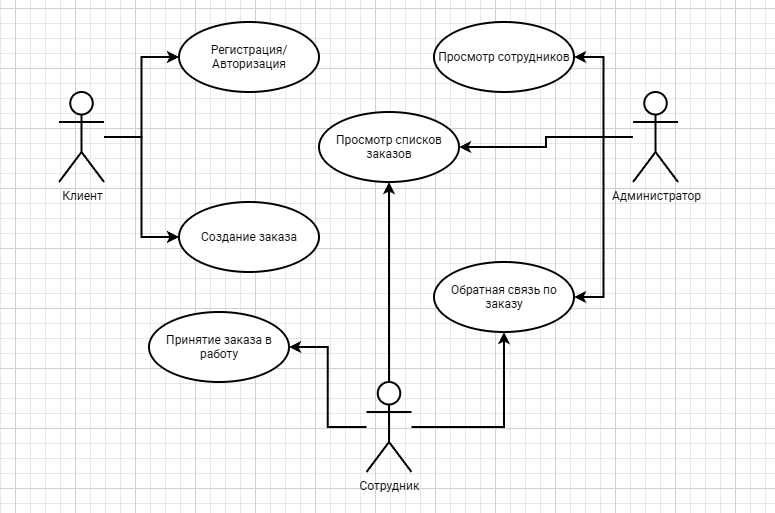 Регистрация/
Авторизация
Просмотр сотрудников
Просмотр списков
заказов
Клиент
Администратор
Создание заказа
Обратная связь по
заказу
Принятие заказа в
работу
Сотрудник